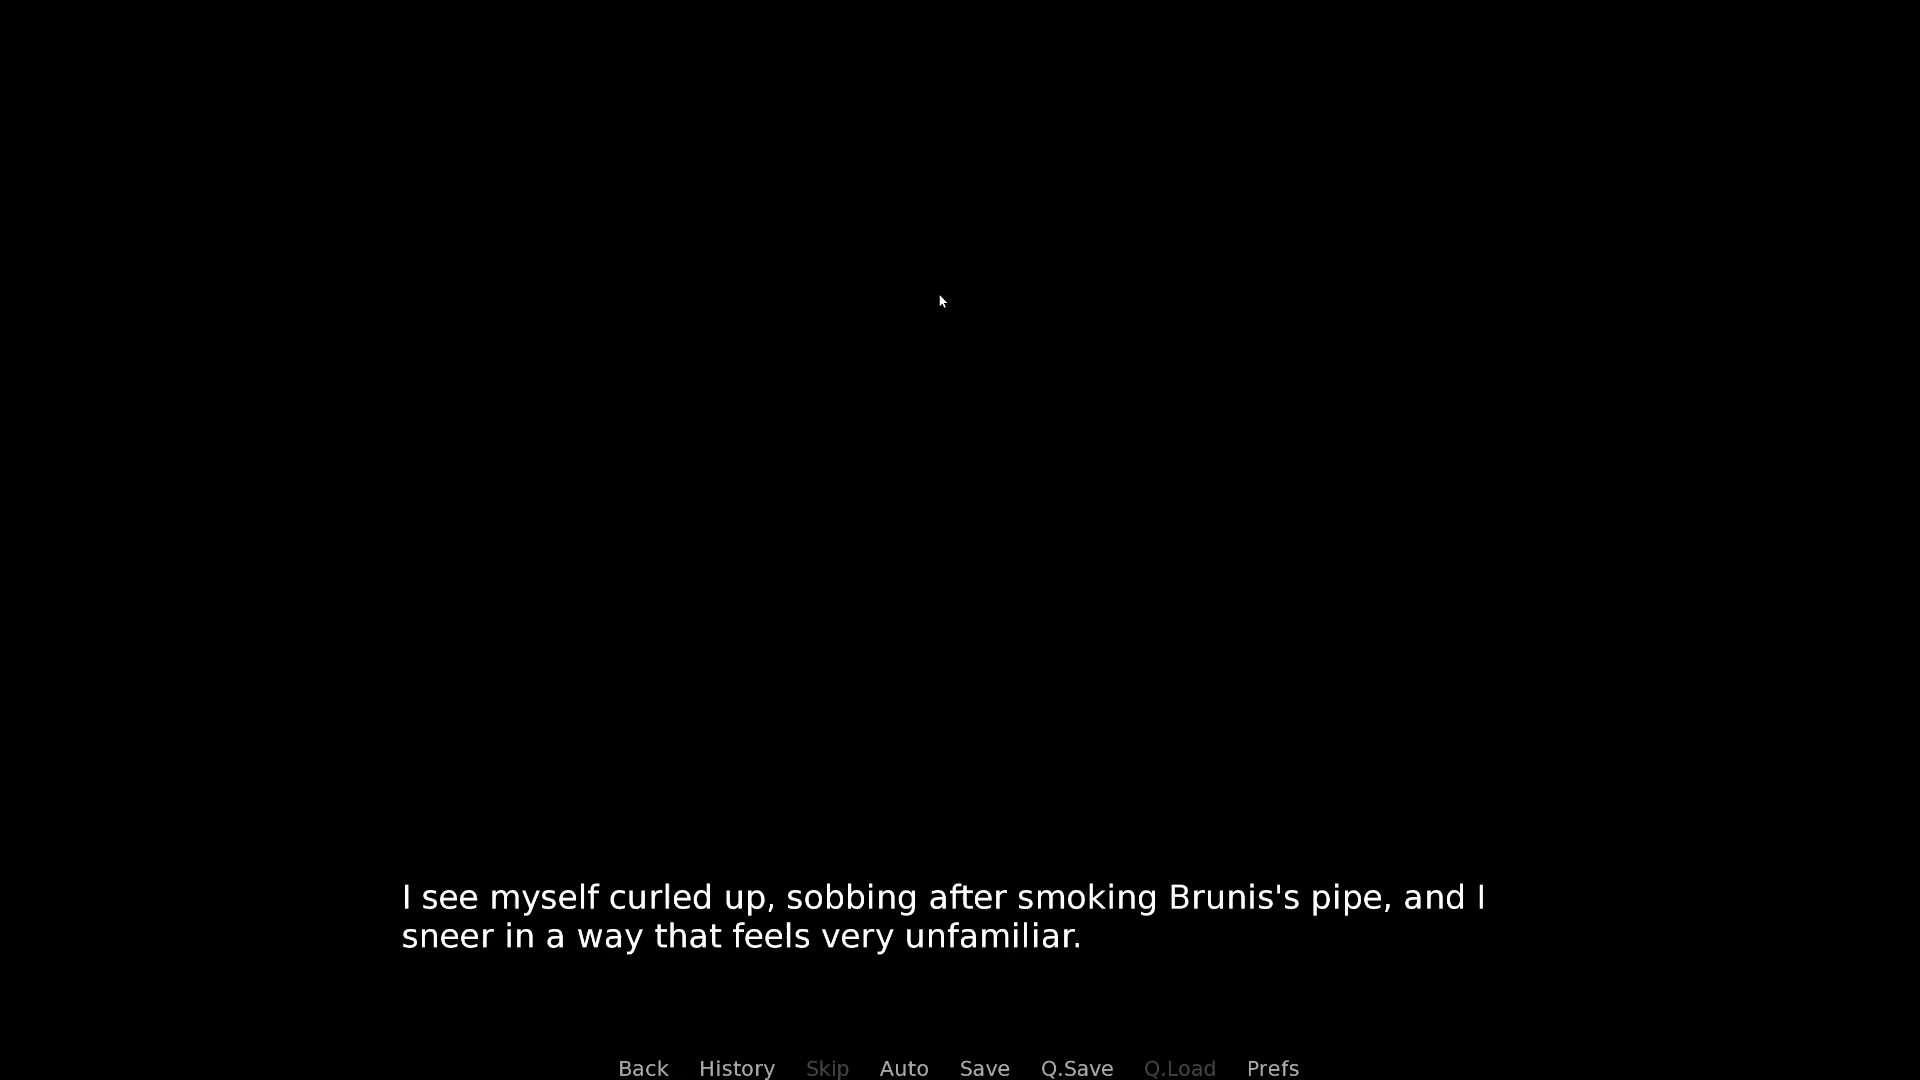 I see myself curled up, sobbing after smoking Brunis's pipe, and I
sneer in a way that feels very unfamiliar.
Back History Skip Auto Save Q.Save Q.Load Prefs